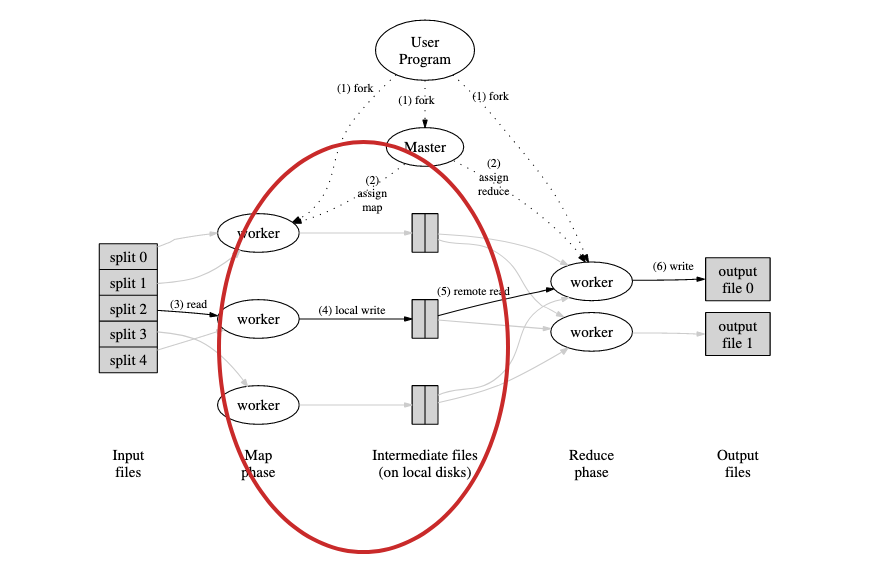 User
Program
(1) fork
(1) fork
(1) fork
Master
(2)
assign
map
(2)
assign
reduce
worker
split 0
split 1
split 2
split 3
split 4
(3) read
worker
(4) local write
(5) remote read
worker
worker
worker
(6) write
output
file 0
output
file 1
Input
files
Map
phase
Intermediate files
(on local disks)
Reduce
phase
Output
files